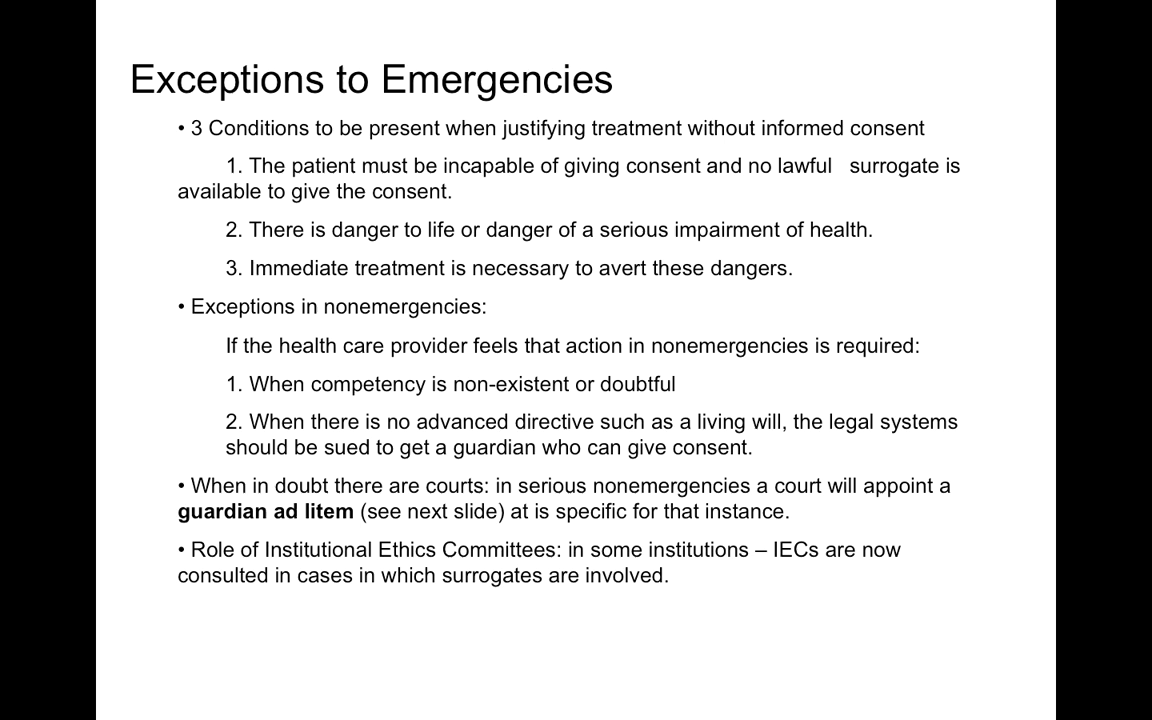 Exceptions to Emergencies
• 3 Conditions to be present when justifying treatment without informed consent
1. The patient must be incapable of giving consent and no lawful surrogate is
available to give the consent.
2. There is danger to life or danger of a serious impairment of health.
3. Immediate treatment is necessary to avert these dangers.
• Exceptions in nonemergencies:
If the health care provider feels that action in nonemergencies is required:
1. When competency is non-existent or doubtful
2. When there is no advanced directive such as a living will, the legal systems
should be sued to get a guardian who can give consent.
• When in doubt there are courts: in serious nonemergencies a court will appoint a
guardian ad litem (see next slide) at is specific for that instance.
• Role of Institutional Ethics Committees: in some institutions – IECs are now
consulted in cases in which surrogates are involved.